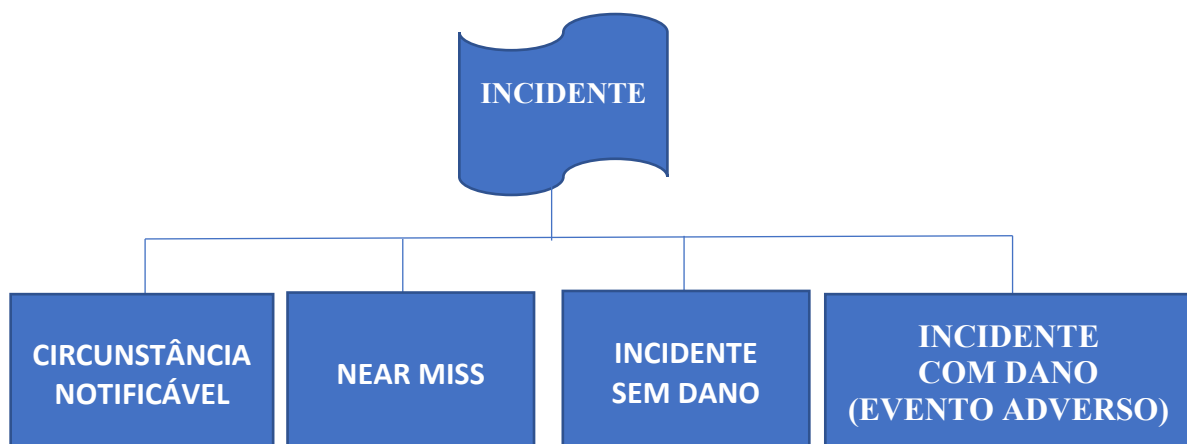 INCIDENTE
CIRCUNSTÂNCIA
NOTIFICÁVEL
NEAR MISS
INCIDENTE
SEM DANO
INCIDENTE
COM DANO
(EVENTO ADVERSO)